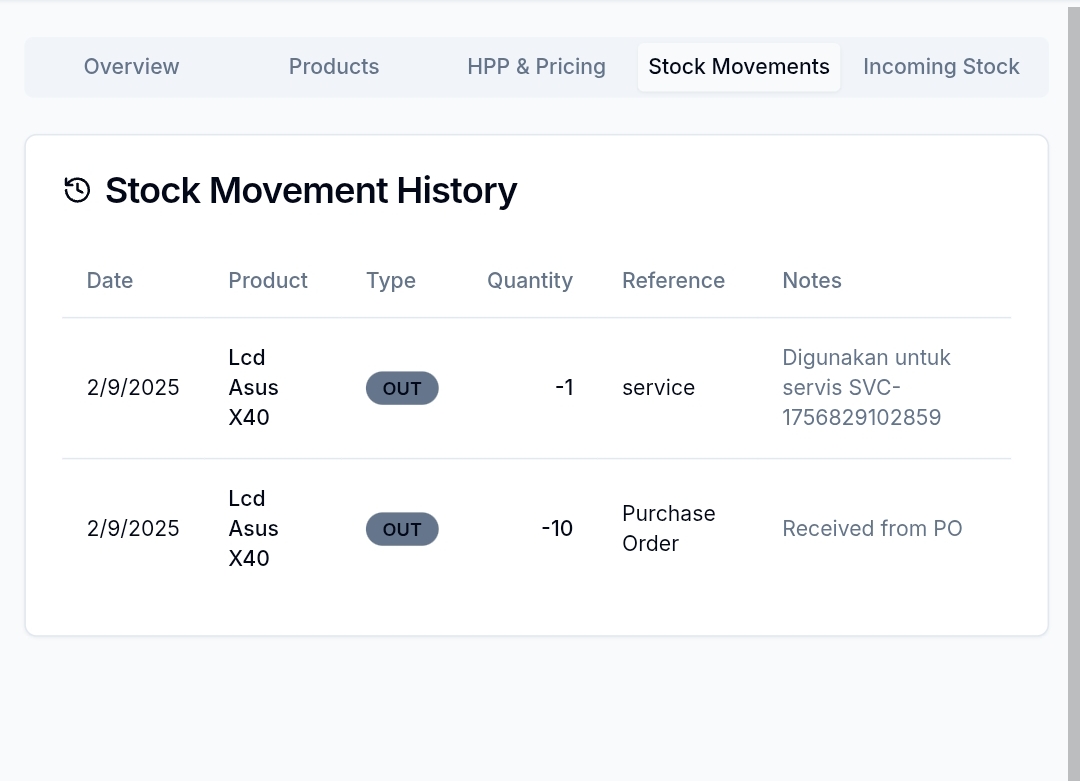 Overview Products HPP & Pricing Stock Movements Incoming Stock
Stock Movement History
Date Product Type Quantity Reference Notes
2/9/2025
Lcd
Asus
X40
OUT
-1
service
Digunakan untuk
servis SVC-
1756829102859
2/9/2025
Lcd
Asus
X40
OUT
-10
Purchase
Order
Received from PO